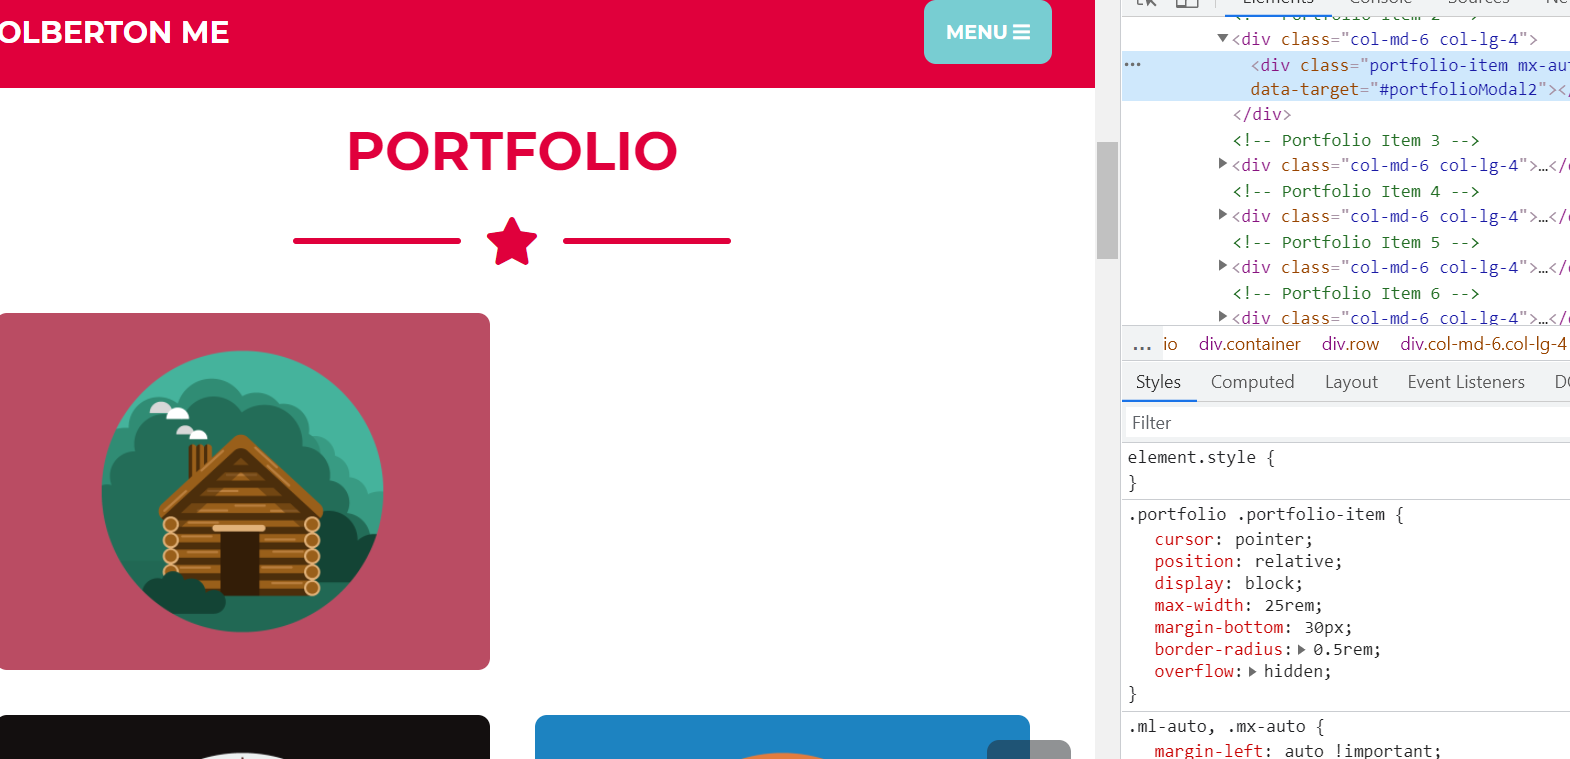 OLBERTON ME
MENU
PORTFOLIO
Elements Console Sources Ne
<!-- Portfolio Item 2 -->
<div class="col-md-6 col-lg-4">
<div class="portfolio-item mx-au
data-target="#portfolioModal2"></
</div>
<!-- Portfolio Item 3 -->
<div class="col-md-6 col-lg-4">…</
<!-- Portfolio Item 4 -->
<div class="col-md-6 col-lg-4">…</
<!-- Portfolio Item 5 -->
<div class="col-md-6 col-lg-4">…</
<!-- Portfolio Item 6 -->
<div class="col-md-6 col-lg-4">…</
... io div.container div.row div.col-md-6.col-lg-4
Styles Computed Layout Event Listeners DO
Filter
element.style {
}
.portfolio .portfolio-item {
cursor: pointer;
position: relative;
display: block;
max-width: 25rem;
margin-bottom: 30px;
border-radius: 0.5rem;
overflow: hidden;
}
.ml-auto, .mx-auto {
margin-left: auto !important;